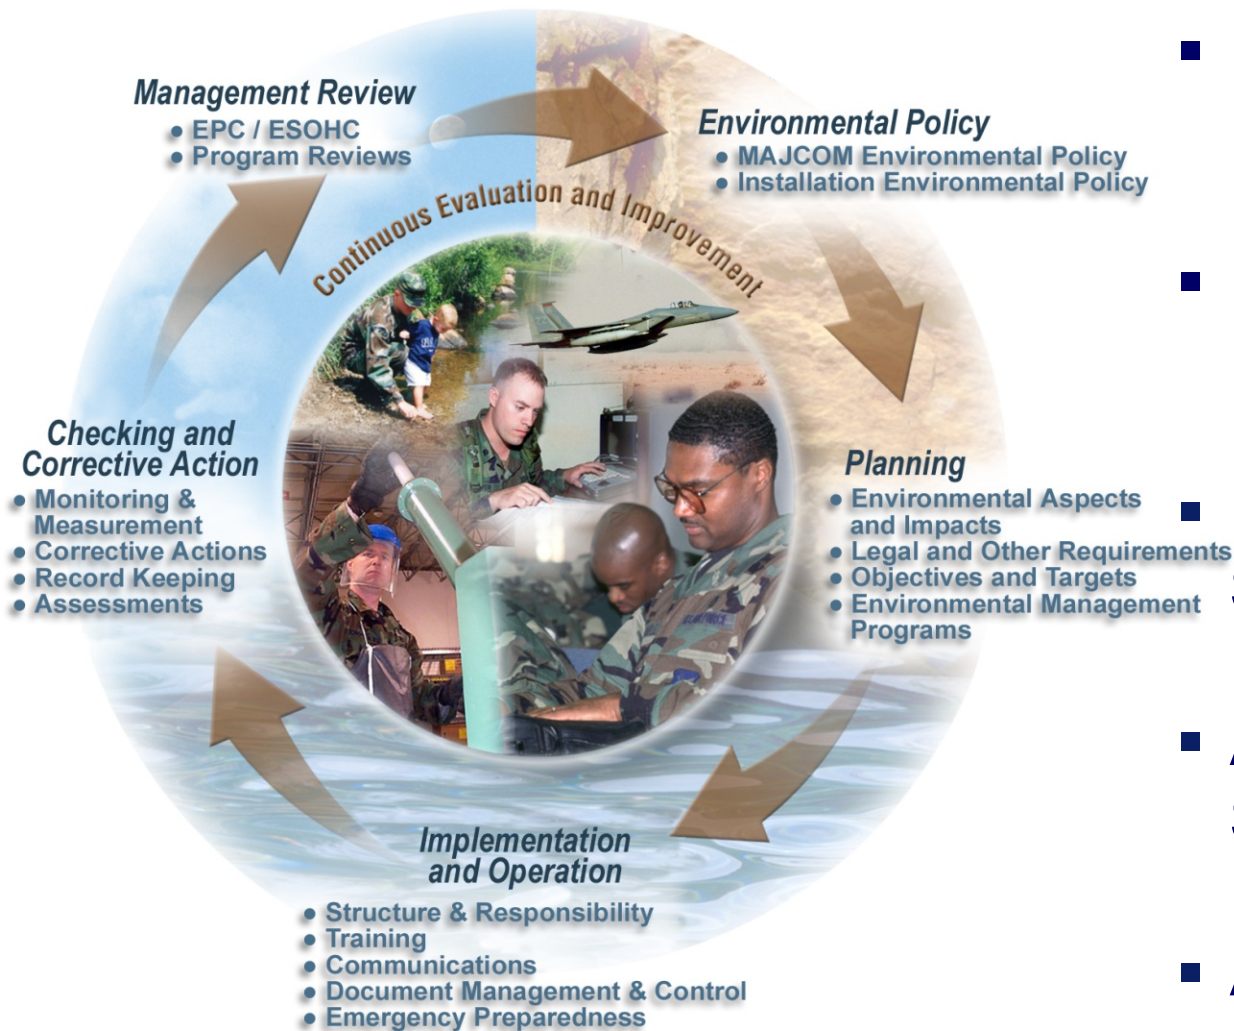 Management Review
● EPC / ESOHC
● Program Reviews
Environmental Policy
● MAJCOM Environmental Policy
● Installation Environmental Policy
Continuous Evaluation and Improvement
Planning
● Environmental Aspects
and Impacts
● Legal and Other Requirements
● Objectives and Targets
● Environmental Management
Programs
Implementation
and Operation
● Structure & Responsibility
● Training
● Communications
● Document Management & Control
● Emergency Preparedness
Checking and
Corrective Action
● Monitoring &
Measurement
● Corrective Actions
● Record Keeping
● Assessments